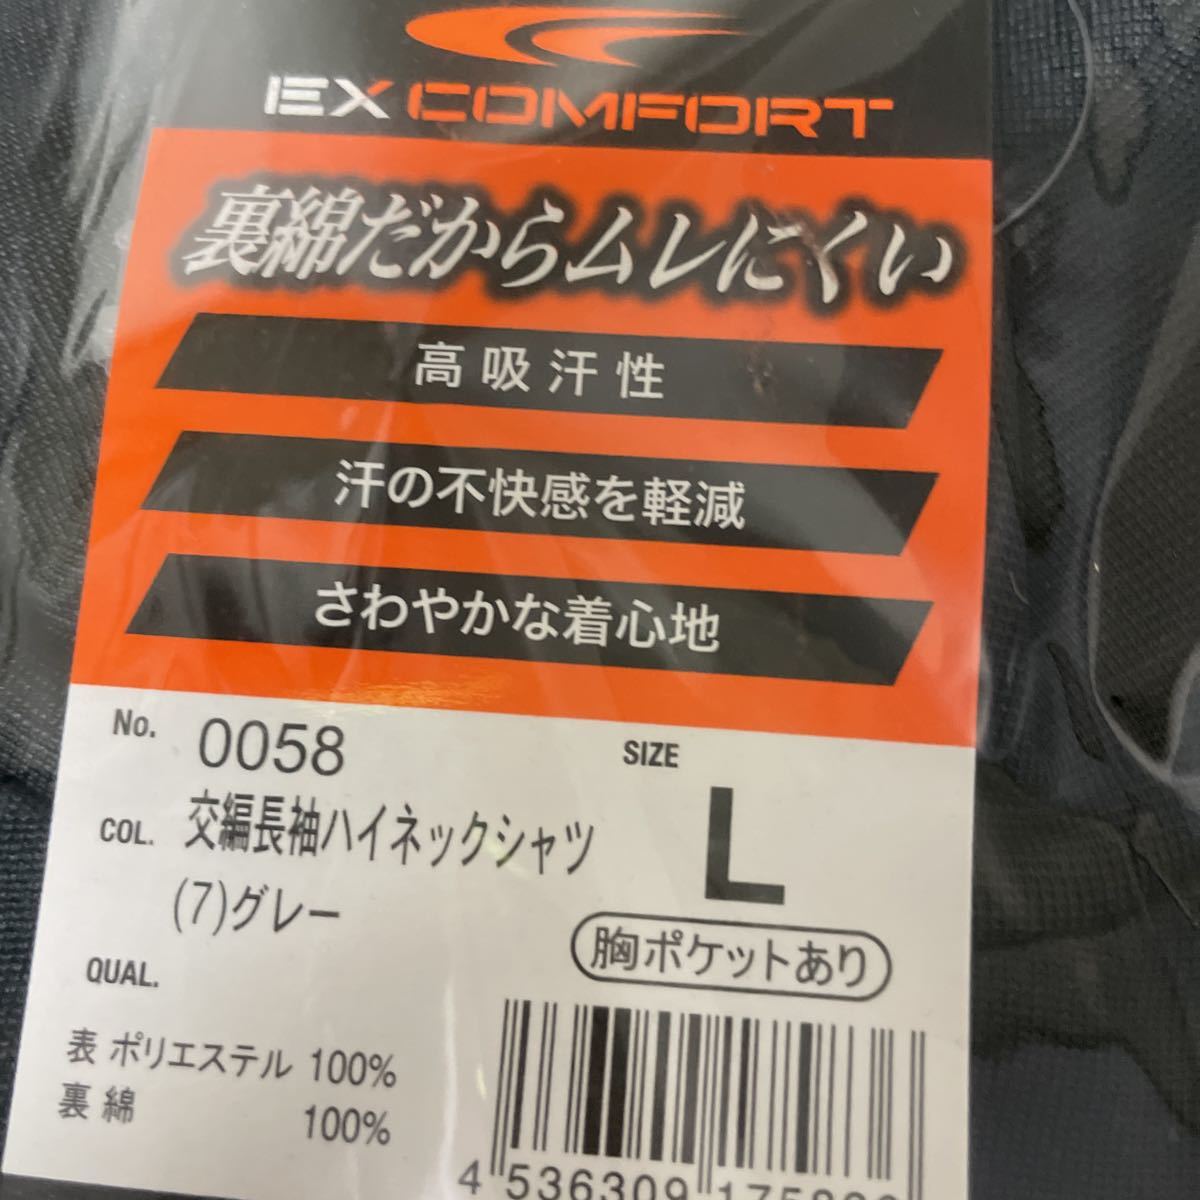 EX COMFORT
裏綿だからムレにくい
高吸汗性
汗の不快感を軽減
さわやかな着心地
No. 0058
SIZE
L
COL. 交編長袖ハイネックシャツ
(7)グレー
胸ポケットあり
QUAL.
表 ポリエステル 100%
裏 綿 100%
4 536309